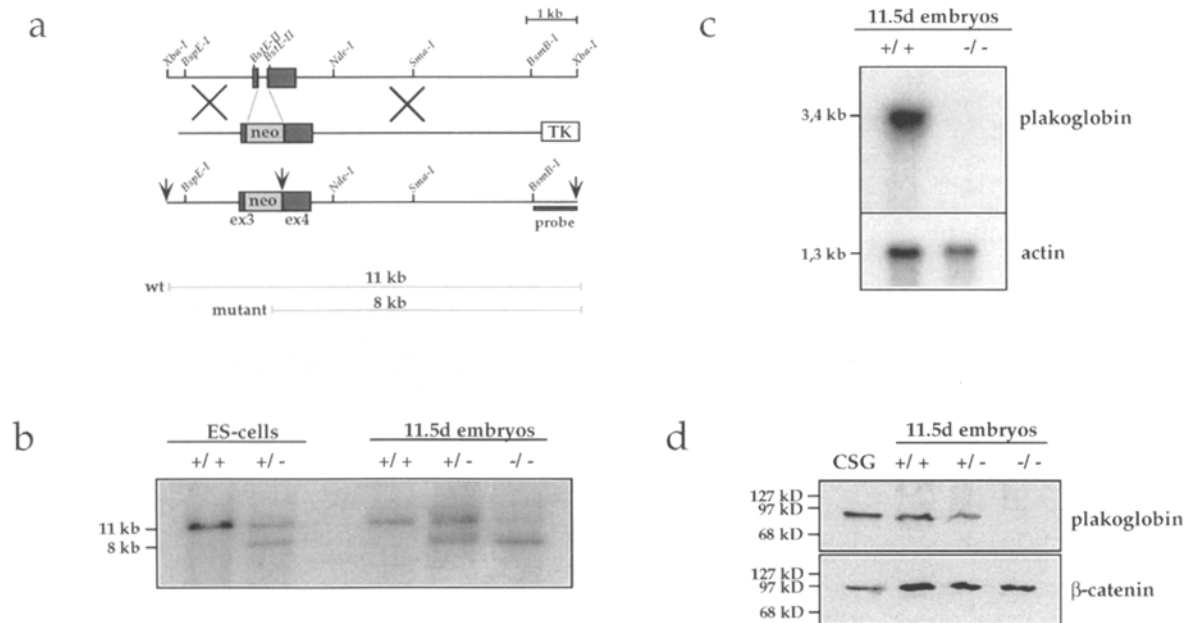 a
1 kb
Xba-I
BspE-I
BstE-II
BstE-II
Nde-I
Sma-I
BsmB-I
Xba-I
neo
TK
BspE-I
Nde-I
Sma-I
BsmB-I
neo
ex3
ex4
probe
wt
11 kb
mutant
8 kb
c
11.5d embryos
+/+ -/-
3,4 kb
plakoglobin
1,3 kb
actin
b
ES-cells
11.5d embryos
+/+ +/- +/+ +/- -/-
11 kb
8 kb
d
11.5d embryos
CSG +/+ +/- -/-
127 kD
97 kD
68 kD
plakoglobin
127 kD
97 kD
68 kD
β-catenin